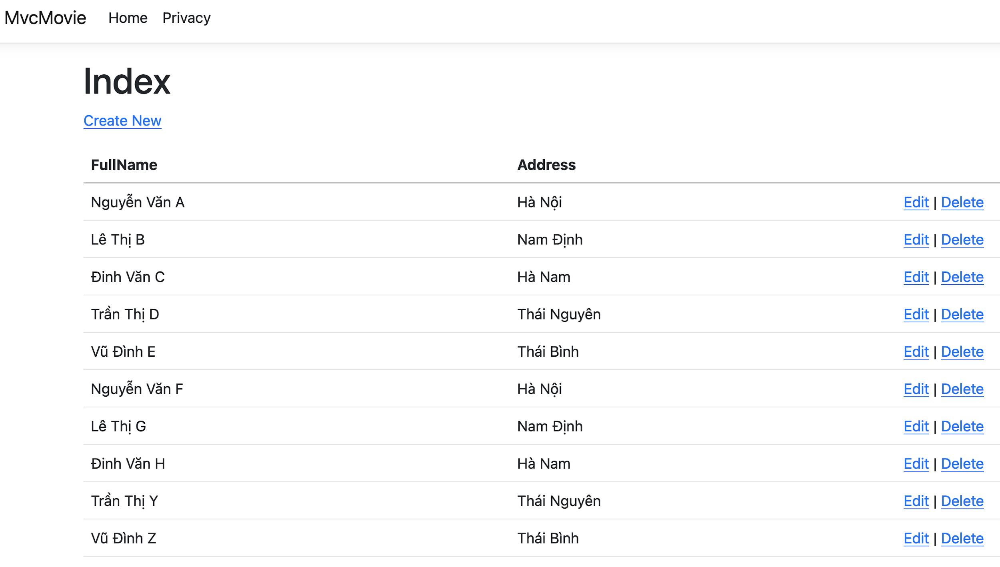 MvcMovie Home Privacy
Index
Create New
FullName Address
Nguyễn Văn A Hà Nội Edit | Delete
Lê Thị B Nam Định Edit | Delete
Đinh Văn C Hà Nam Edit | Delete
Trần Thị D Thái Nguyên Edit | Delete
Vũ Đình E Thái Bình Edit | Delete
Nguyễn Văn F Hà Nội Edit | Delete
Lê Thị G Nam Định Edit | Delete
Đinh Văn H Hà Nam Edit | Delete
Trần Thị Y Thái Nguyên Edit | Delete
Vũ Đình Z Thái Bình Edit | Delete